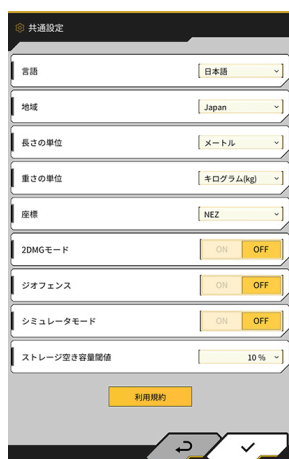 共通設定
言語 日本語
地域 Japan
長さの単位 メートル
重さの単位 キログラム(kg)
座標 NEZ
2DMGモード ON OFF
ジオフェンス ON OFF
シミュレータモード ON OFF
ストレージ空き容量閾値 10 %
利用規約